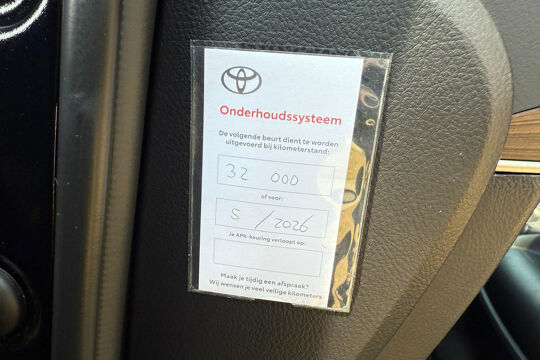 Onderhoudssysteem
De volgende beurt dient te worden
uitgevoerd bij kilometerstand:
32 000
of voor:
5 / 2026
Je APK-keuring verloopt op:
Maak je tijdig een afspraak?
Wij wensen je veel veilige kilometers